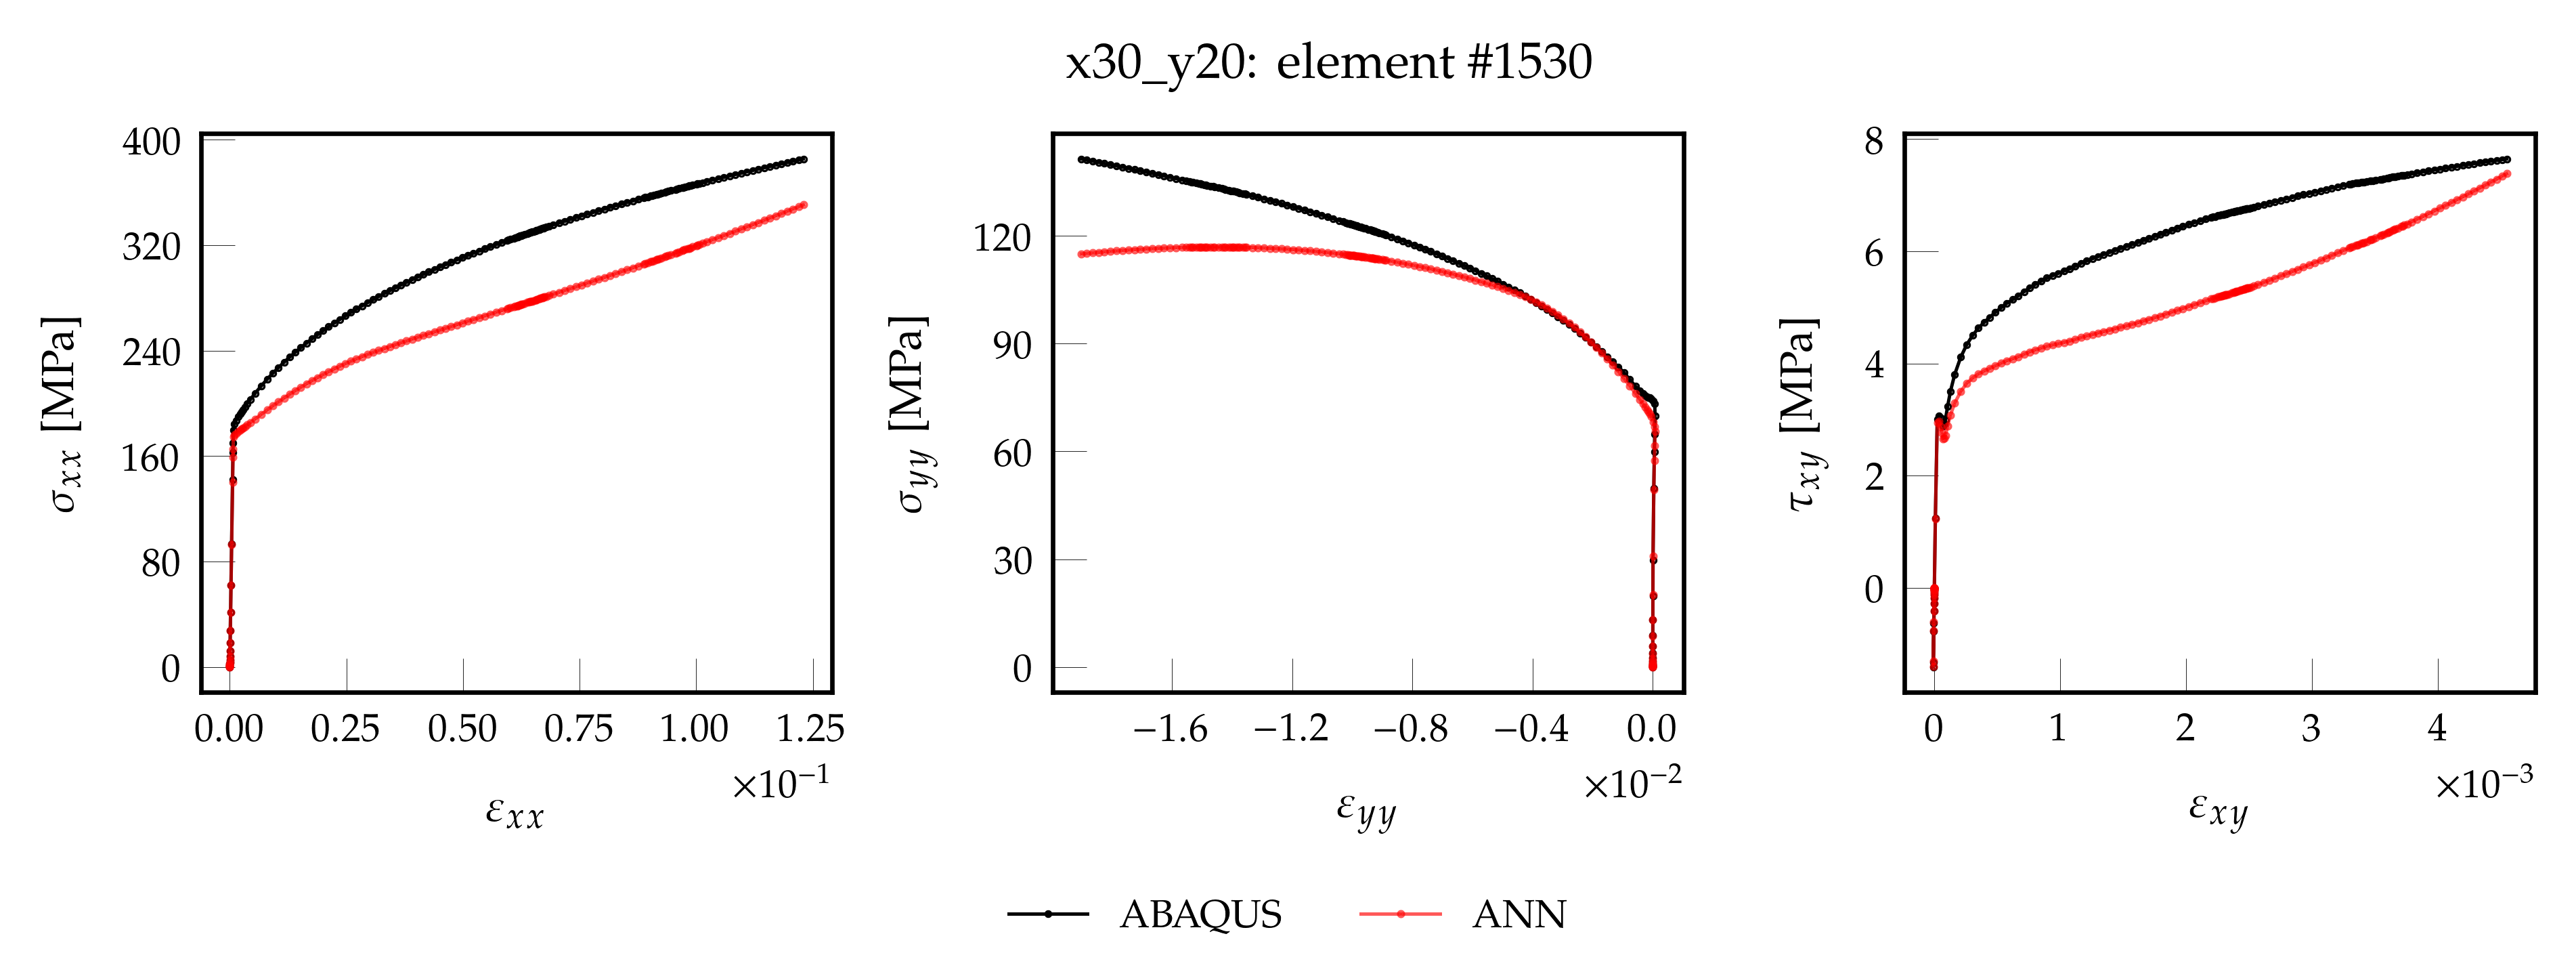 x30_y20: element #1530
400
320
240
160
80
0
σxx [MPa]
0.00 0.25 0.50 0.75 1.00 1.25
×10−1
εxx
120
90
60
30
0
σyy [MPa]
−1.6 −1.2 −0.8 −0.4 0.0
×10−2
εyy
8
6
4
2
0
τxy [MPa]
0 1 2 3 4
×10−3
εxy
ABAQUS ANN